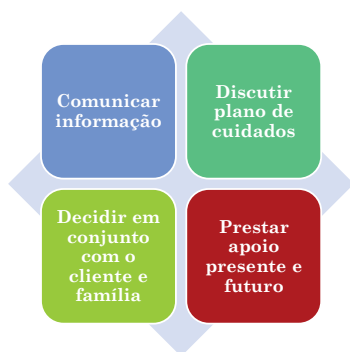 Comunicar
informação
Discutir
plano de
cuidados
Decidir em
conjunto
com o
cliente e
família
Prestar
apoio
presente e
futuro